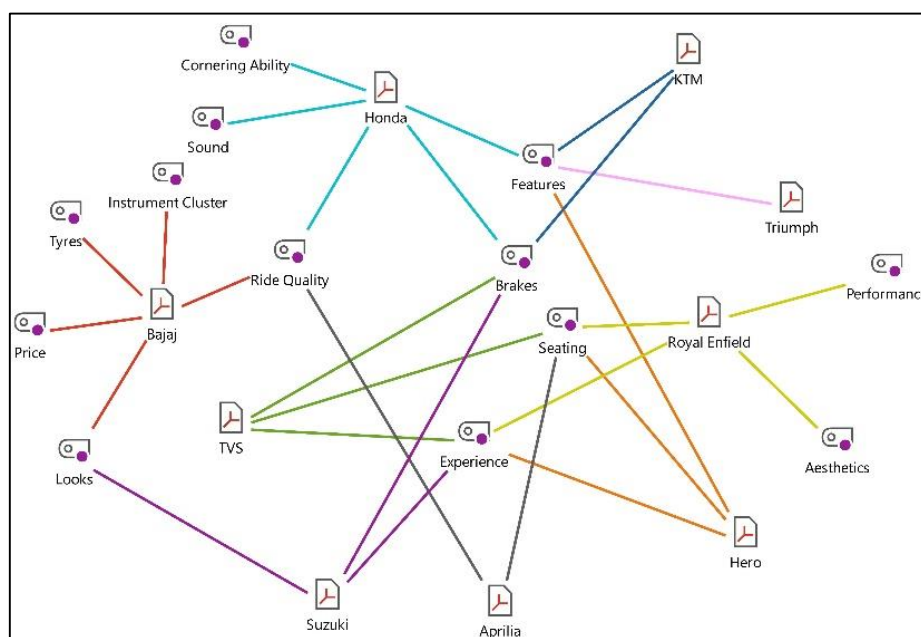 Cornering Ability
KTM
Honda
Sound
Features
Instrument Cluster
Triumph
Tyres
Ride Quality
Brakes
Performanc
Price
Bajaj
Seating
Royal Enfield
TVS
Experience
Looks
Aesthetics
Hero
Suzuki
Aprilia